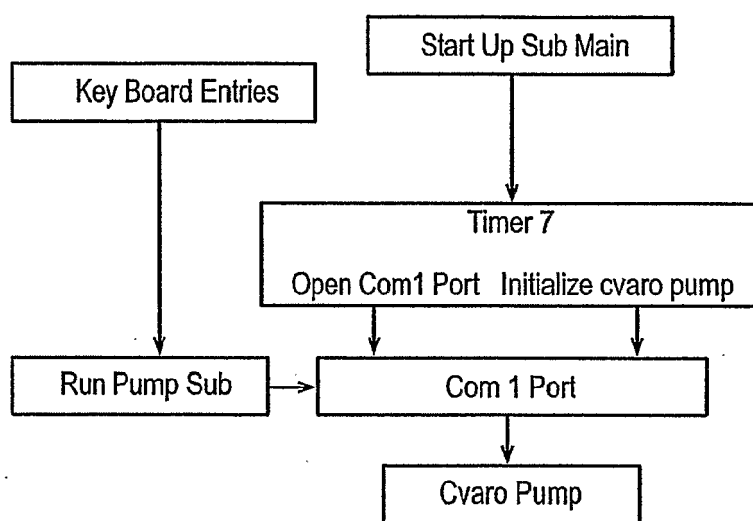 Start Up Sub Main
Key Board Entries
Timer 7
Open Com1 Port Initialize cvaro pump
Run Pump Sub
Com 1 Port
Cvaro Pump